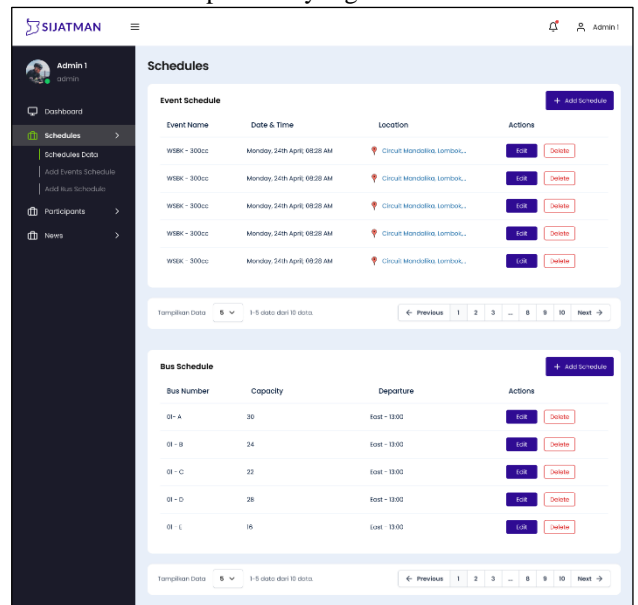 SIJATMAN
Admin 1
Admin 1
admin
Dashboard
Schedules
Schedules Data
Add Events Schedule
Add Bus Schedule
Participants
News
Schedules
Event Schedule
+ Add Schedule
Event Name Date & Time Location Actions
WSBK - 300cc Monday, 24th April, 08:28 AM Circuit Mandalika, Lombok,... Edit Delete
WSBK - 300cc Monday, 24th April, 08:28 AM Circuit Mandalika, Lombok,... Edit Delete
WSBK - 300cc Monday, 24th April, 08:28 AM Circuit Mandalika, Lombok,... Edit Delete
WSBK - 300cc Monday, 24th April, 08:28 AM Circuit Mandalika, Lombok,... Edit Delete
WSBK - 300cc Monday, 24th April, 08:28 AM Circuit Mandalika, Lombok,... Edit Delete
Tampilkan Data 5 1-5 data dari 10 data. ← Previous 1 2 3 ... 8 9 10 Next →
Bus Schedule
+ Add Schedule
Bus Number Capacity Departure Actions
01- A 30 East - 13:00 Edit Delete
01 - B 24 East - 13:00 Edit Delete
01 - C 22 East - 13:00 Edit Delete
01 - D 28 East - 13:00 Edit Delete
01 - E 16 East - 13:00 Edit Delete
Tampilkan Data 5 1-5 data dari 10 data. ← Previous 1 2 3 ... 8 9 10 Next →